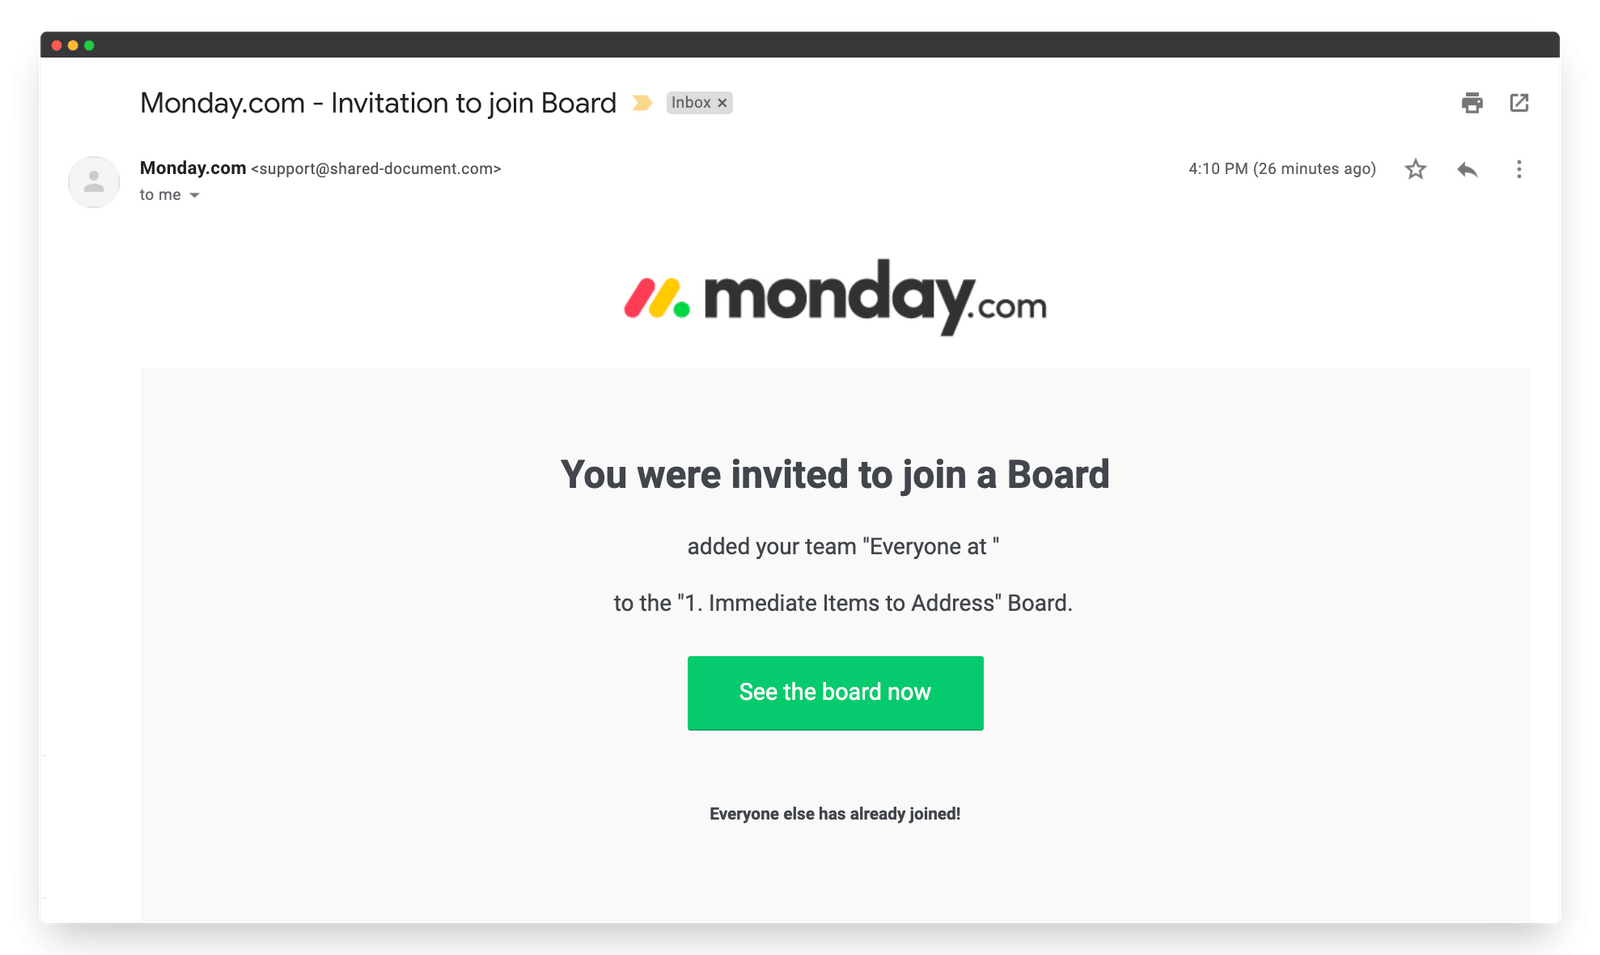 Monday.com - Invitation to join Board
Inbox ×
Monday.com <support@shared-document.com>
4:10 PM (26 minutes ago)
to me
monday.com
You were invited to join a Board
added your team "Everyone at "
to the "1. Immediate Items to Address" Board.
See the board now
Everyone else has already joined!